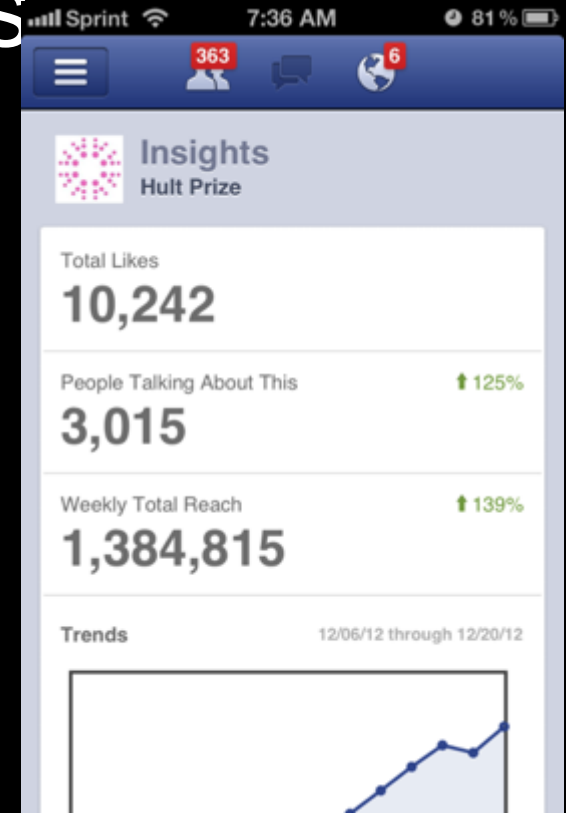 S
Sprint 7:36 AM 81%
363 6
Insights
Hult Prize
Total Likes
10,242
People Talking About This 125%
3,015
Weekly Total Reach 139%
1,384,815
Trends 12/06/12 through 12/20/12